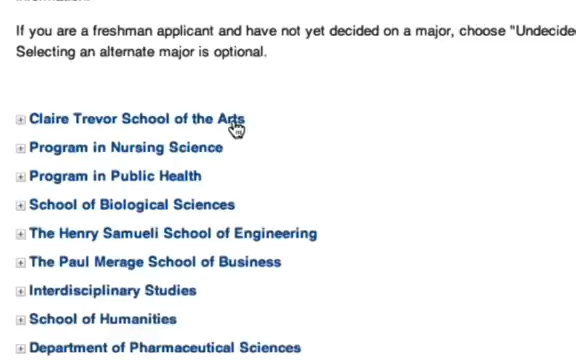 If you are a freshman applicant and have not yet decided on a major, choose "Undecided
Selecting an alternate major is optional.
Claire Trevor School of the Arts
Program in Nursing Science
Program in Public Health
School of Biological Sciences
The Henry Samueli School of Engineering
The Paul Merage School of Business
Interdisciplinary Studies
School of Humanities
Department of Pharmaceutical Sciences